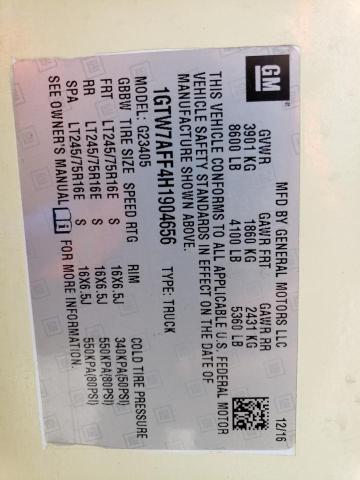 GM
MFD BY GENERAL MOTORS LLC 12/16
GVWR GAWR FRT GAWR RR
3901 KG 1860 KG 2431 KG
8600 LB 4100 LB 5360 LB
THIS VEHICLE CONFORMS TO ALL APPLICABLE U.S. FEDERAL MOTOR
VEHICLE SAFETY STANDARDS IN EFFECT ON THE DATE OF
MANUFACTURE SHOWN ABOVE.
1GTW7AFF4H1904656 TYPE: TRUCK
MODEL: G23405
GBBW TIRE SIZE SPEED RTG RIM COLD TIRE PRESSURE
FRT LT245/75R16E S 16X6.5J 340KPA(50PSI)
RR LT245/75R16E S 16X6.5J 550KPA(80PSI)
SPA LT245/75R16E S 16X6.5J 550KPA(80PSI)
SEE OWNER'S MANUAL i FOR MORE INFORMATION.